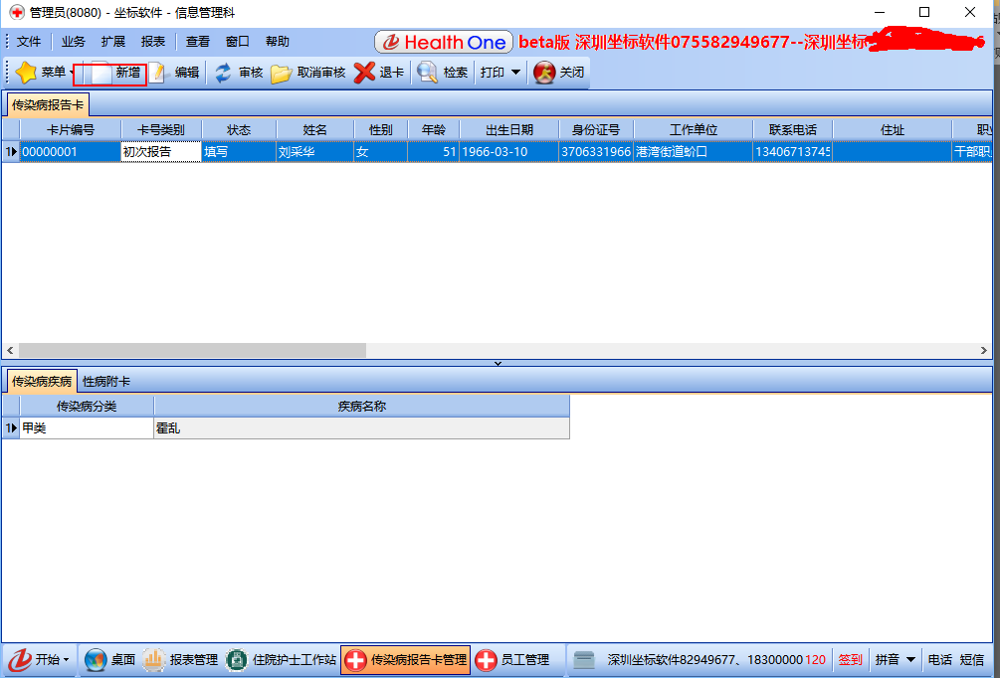 管理员(8080) - 坐标软件 - 信息管理科
文件 业务 扩展 报表 查看 窗口 帮助 Health One beta版 深圳坐标软件075582949677--深圳坐标
菜单 新增 编辑 审核 取消审核 退卡 检索 打印 关闭
传染病报告卡
卡片编号 卡号类别 状态 姓名 性别 年龄 出生日期 身份证号 工作单位 联系电话 住址 职业
1 00000001 初次报告 填写 刘采华 女 51 1966-03-10 3706331966 港湾街道蚧口 13406713745 干部职
传染病疾病 性病附卡
传染病分类 疾病名称
1 甲类 霍乱
开始 桌面 报表管理 住院护士工作站 传染病报告卡管理 员工管理 深圳坐标软件82949677、18300000 120 签到 拼音 电话 短信